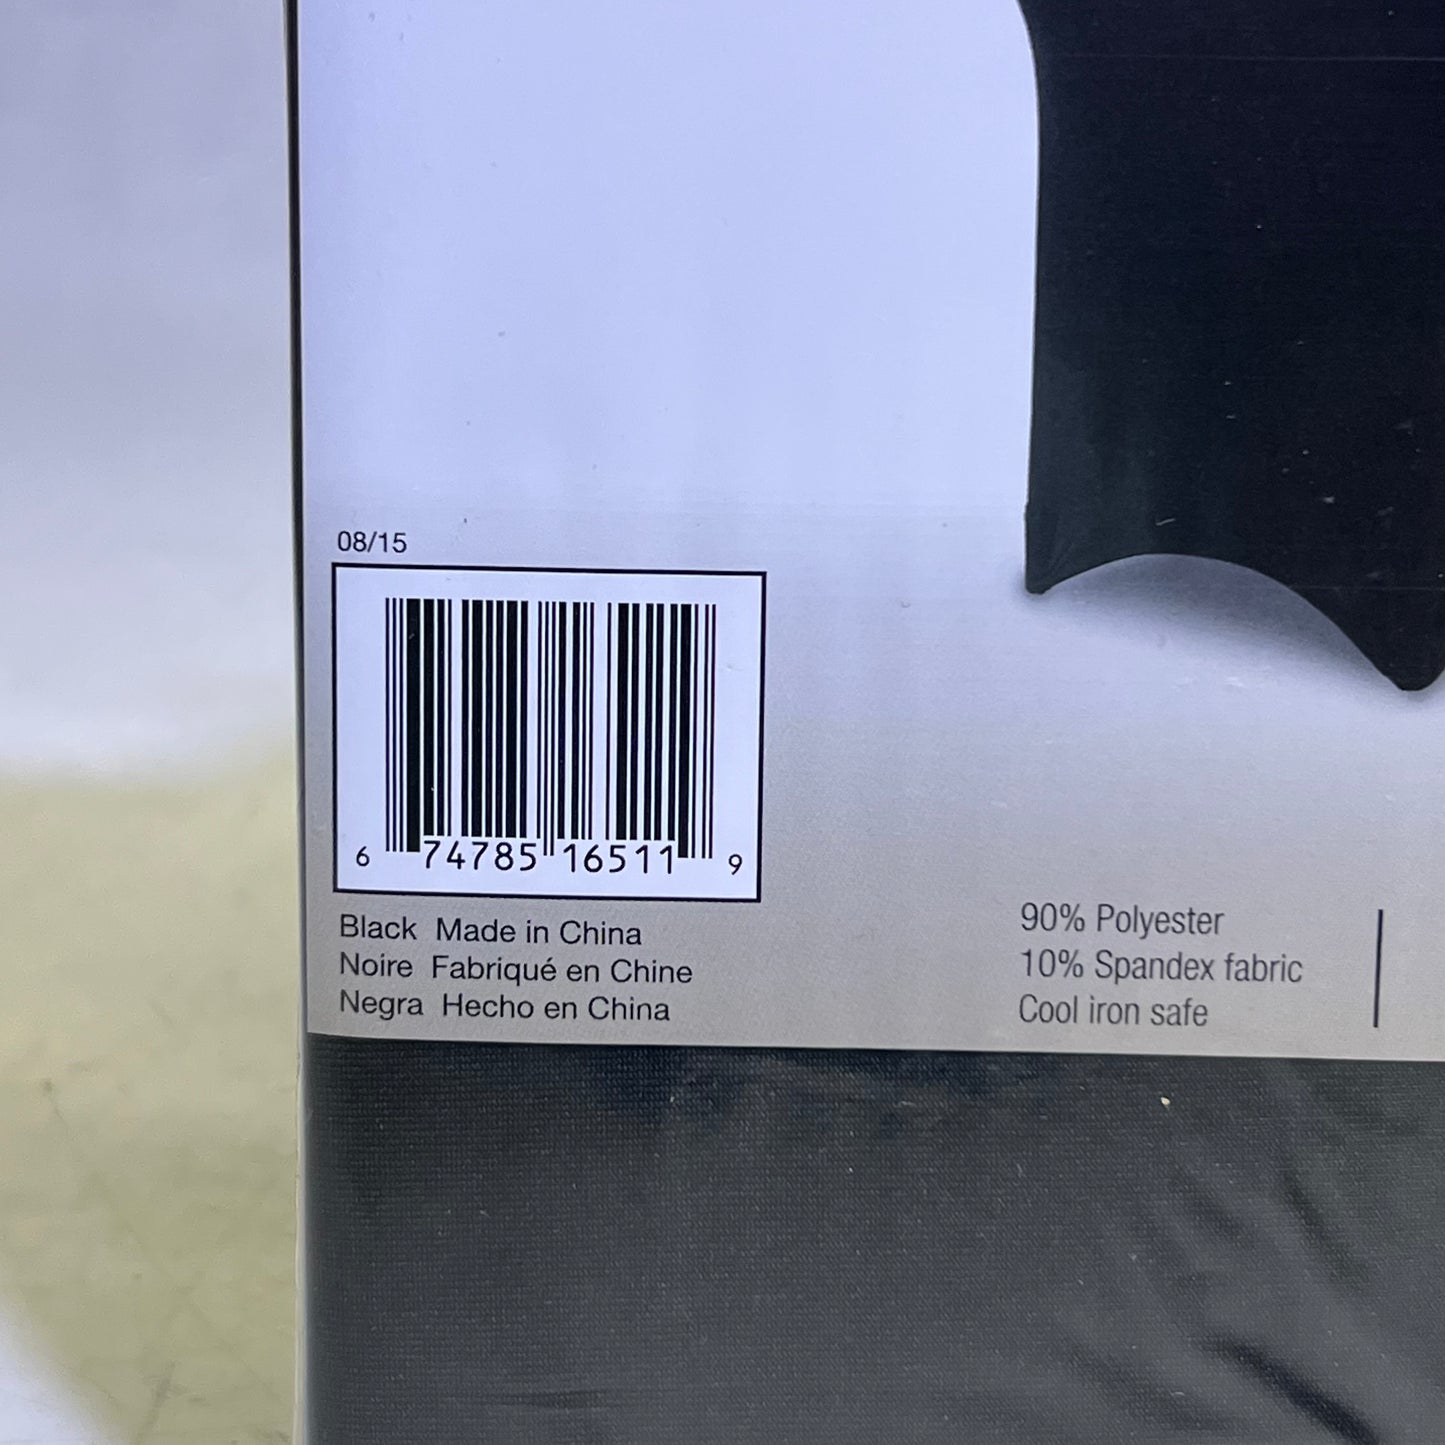 08/15
6 74785 16511 9
Black Made in China
Noire Fabriqué en Chine
Negra Hecho en China
90% Polyester
10% Spandex fabric
Cool iron safe